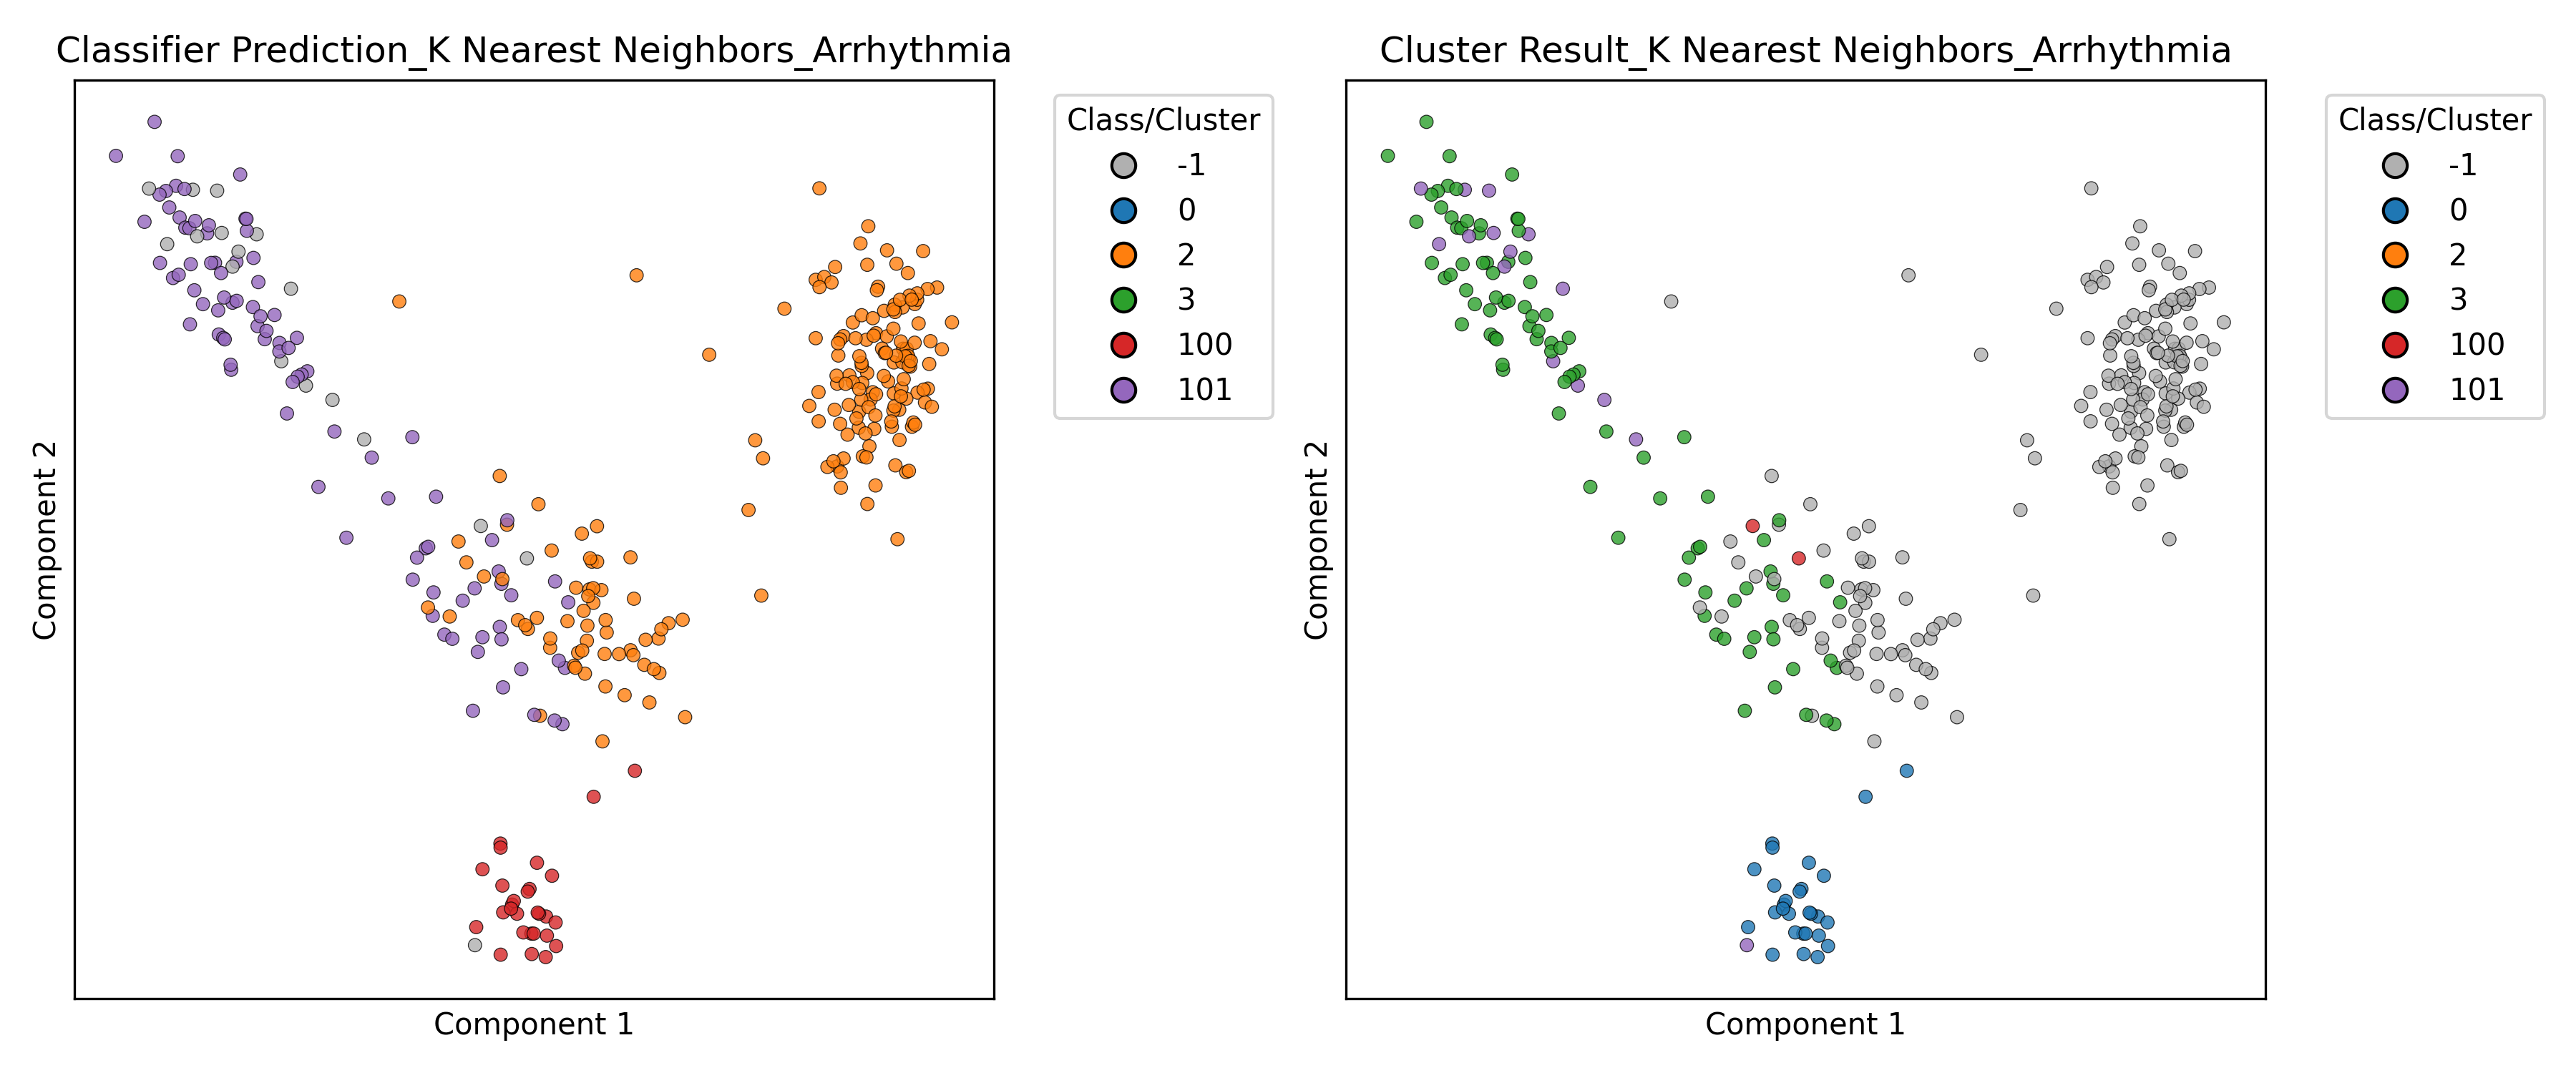 Classifier Prediction_K Nearest Neighbors_Arrhythmia
Component 2
Component 1
Class/Cluster
-1
0
2
3
100
101
Cluster Result_K Nearest Neighbors_Arrhythmia
Component 2
Component 1
Class/Cluster
-1
0
2
3
100
101